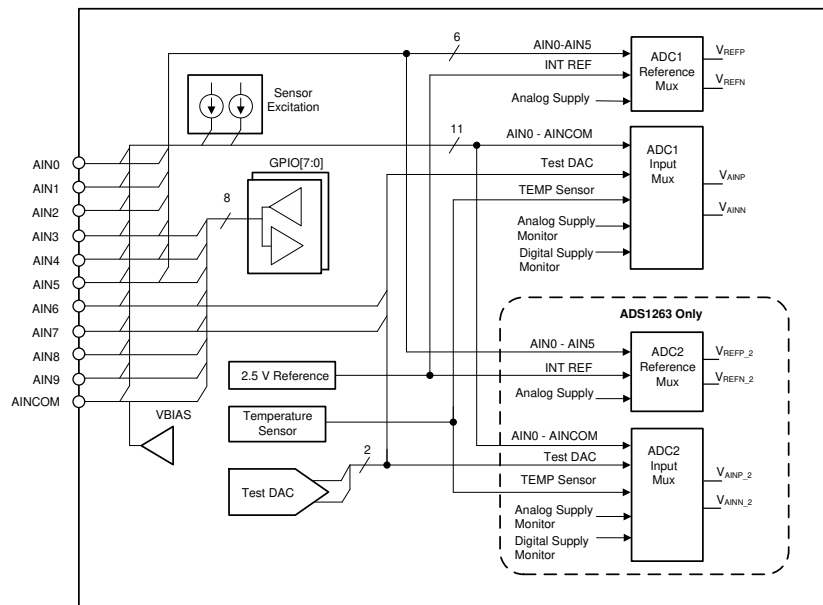 6
AIN0-AIN5
INT REF
Analog Supply
ADC1
Reference
Mux
VREFP
VREFN
Sensor
Excitation
11
AIN0 - AINCOM
Test DAC
TEMP Sensor
Analog Supply
Monitor
Digital Supply
Monitor
ADC1
Input
Mux
VAINP
VAINN
GPIO[7:0]
8
AIN0
AIN1
AIN2
AIN3
AIN4
AIN5
AIN6
AIN7
AIN8
AIN9
AINCOM
VBIAS
2.5 V Reference
Temperature
Sensor
Test DAC
2
ADS1263 Only
AIN0 - AIN5
INT REF
Analog Supply
ADC2
Reference
Mux
VREFP_2
VREFN_2
AIN0 - AINCOM
Test DAC
TEMP Sensor
Analog Supply
Monitor
Digital Supply
Monitor
ADC2
Input
Mux
VAINP_2
VAINN_2